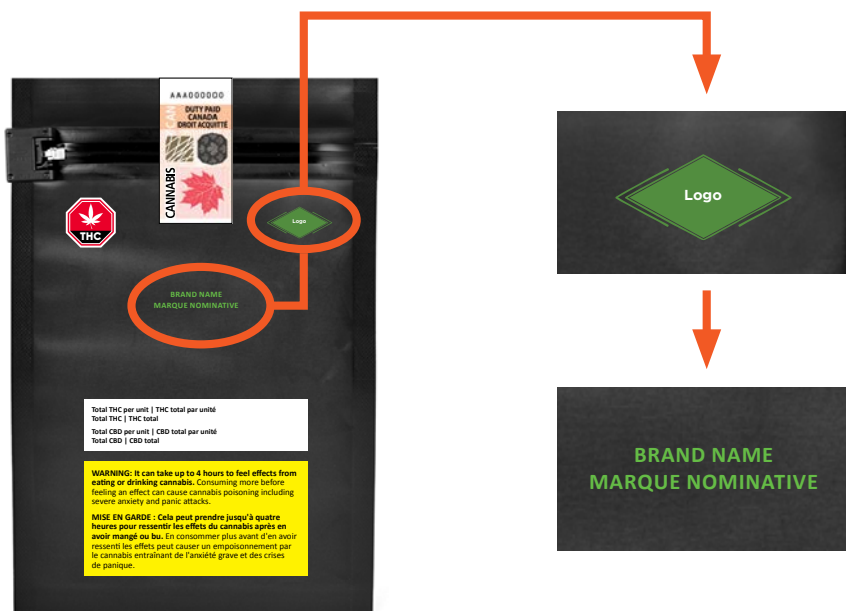 AAA000000
CAN
DUTY PAID
CANADA
DROIT ACQUITTÉ
CANNABIS
THC
Logo
BRAND NAME
MARQUE NOMINATIVE
Total THC per unit | THC total par unité
Total THC | THC total
Total CBD per unit | CBD total par unité
Total CBD | CBD total
WARNING: It can take up to 4 hours to feel effects from
eating or drinking cannabis. Consuming more before
feeling an effect can cause cannabis poisoning including
severe anxiety and panic attacks.
MISE EN GARDE : Cela peut prendre jusqu'à quatre
heures pour ressentir les effets du cannabis après en
avoir mangé ou bu. En consommer plus avant d'en avoir
ressenti les effets peut causer un empoisonnement par
le cannabis entraînant de l'anxiété grave et des crises
de panique.
Logo
BRAND NAME
MARQUE NOMINATIVE